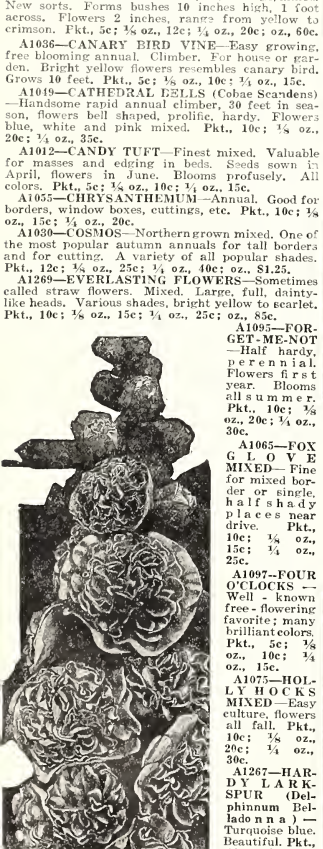 New sorts. Forms bushes 10 inches high, 1 foot
across. Flowers 2 inches, range from yellow to
crimson. Pkt., 5c; ⅛ oz., 12c; ¼ oz., 20c; oz., 60c.
A1036—CANARY BIRD VINE—Easy growing,
free blooming annual. Climber. For house or gar-
den. Bright yellow flowers resembles canary bird.
Grows 10 feet. Pkt., 5c; ⅛ oz., 10c; ¼ oz., 15c.
A1049—CATHEDRAL BELLS (Cobae Scandens)
—Handsome rapid annual climber, 30 feet in sea-
son, flowers bell shaped, prolific, hardy. Flowers
blue, white and pink mixed. Pkt., 10c; ⅛ oz.,
20c; ¼ oz., 35c.
A1012—CANDY TUFT—Finest mixed. Valuable
for masses and edging in beds. Seeds sown in
April, flowers in June. Blooms profusely. All
colors. Pkt., 5c; ⅛ oz., 10c; ¼ oz., 15c.
A1055—CHRYSANTHEMUM—Annual. Good for
borders, window boxes, cuttings, etc. Pkt., 10c; ⅛
oz., 15c; ¼ oz., 20c.
A1030—COSMOS—Northern grown mixed. One of
the most popular autumn annuals for tall borders
and for cutting. A variety of all popular shades.
Pkt., 12c; ⅛ oz., 25c; ¼ oz., 40c; oz., $1.25.
A1269—EVERLASTING FLOWERS—Sometimes
called straw flowers. Mixed. Large, full, dainty-
like heads. Various shades, bright yellow to scarlet.
Pkt., 10c; ⅛ oz., 15c; ¼ oz., 25c; oz., 85c.
A1095—FOR-
GET-ME-NOT
—Half hardy,
perennial.
Flowers first
year. Blooms
all summer.
Pkt., 10c; ⅛
oz., 20c; ¼ oz.,
30c.
A1065—FOX
GLOVE
MIXED—Fine
for mixed bor-
der or single,
half shady
places near
drive. Pkt.,
10c; ⅛ oz.,
15c; ¼ oz.,
25c.
A1097--FOUR
O'CLOCKS —
Well - known
free-flowering
favorite; many
brilliant colors.
Pkt., 5c; ⅛
oz., 10c; ¼
oz., 15c.
A1075—HOL-
LY HOCKS
MIXED—Easy
culture, flowers
all fall. Pkt.,
10c; ⅛ oz.,
20c; ¼ oz.,
30c.
A1267—HAR-
DY LARK-
SPUR (Del-
phinnum Bel-
ladonna) —
Turquoise blue.
Beautiful. Pkt.,